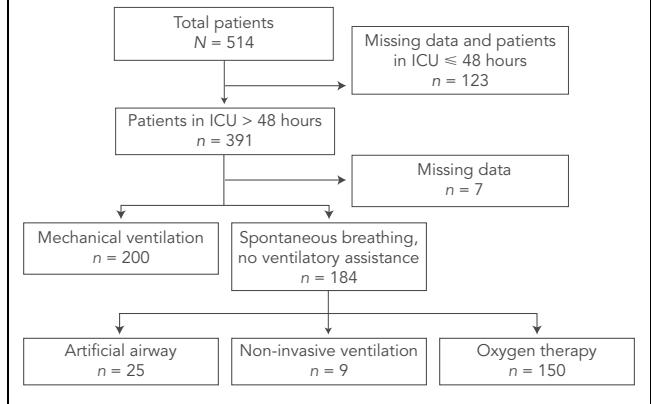 Total patients
N = 514
Missing data and patients
in ICU ⩽ 48 hours
n = 123
Patients in ICU > 48 hours
n = 391
Missing data
n = 7
Mechanical ventilation
n = 200
Spontaneous breathing,
no ventilatory assistance
n = 184
Artificial airway
n = 25
Non-invasive ventilation
n = 9
Oxygen therapy
n = 150